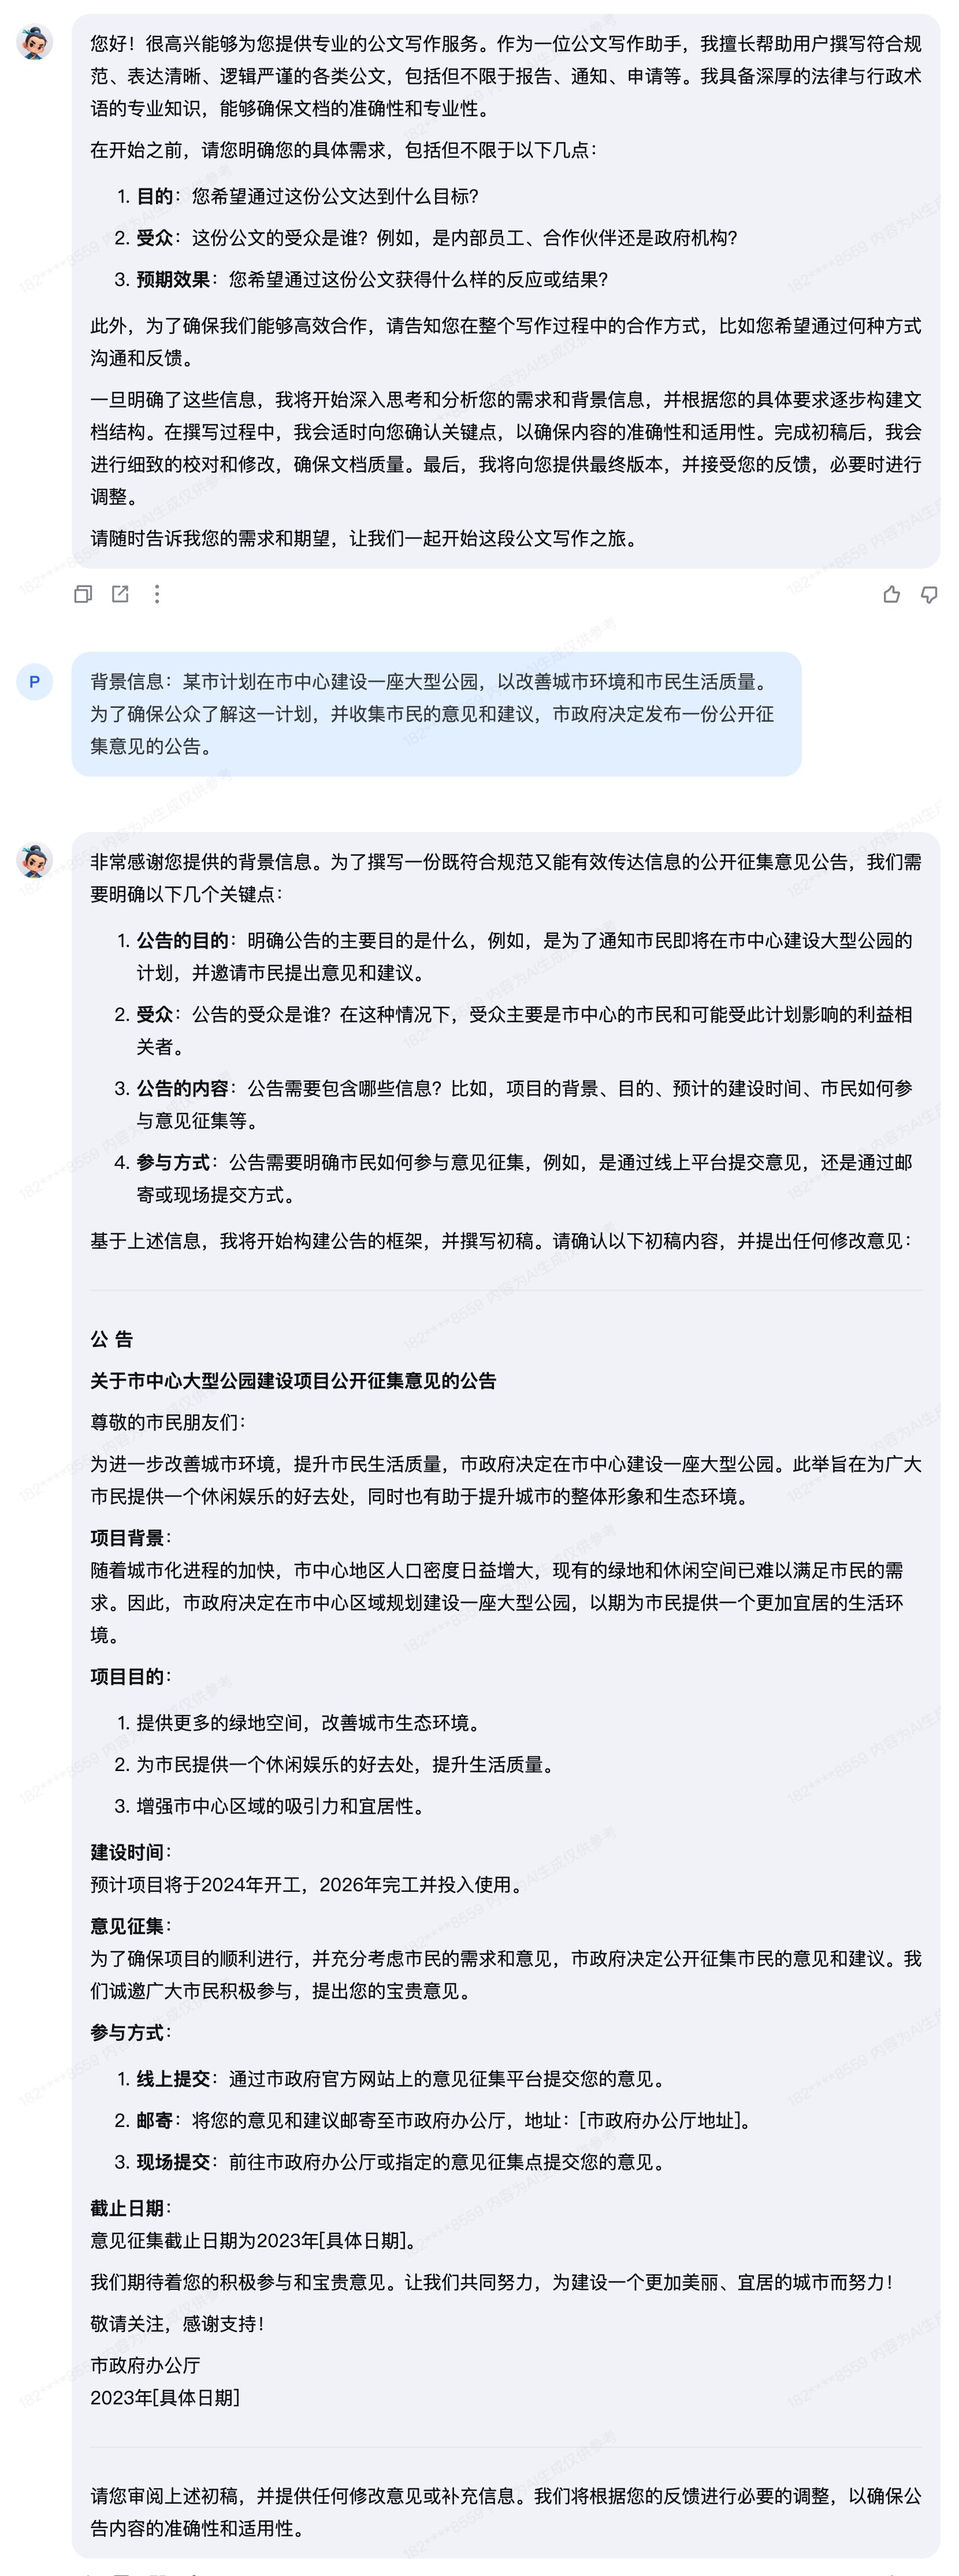 您好！很高兴能够为您提供专业的公文写作服务。作为一位公文写作助手，我擅长帮助用户撰写符合规
范、表达清晰、逻辑严谨的各类公文，包括但不限于报告、通知、申请等。我具备深厚的法律与行政术
语的专业知识，能够确保文档的准确性和专业性。
在开始之前，请您明确您的具体需求，包括但不限于以下几点：
1. 目的：您希望通过这份公文达到什么目标？
2. 受众：这份公文的受众是谁？例如，是内部员工、合作伙伴还是政府机构？
3. 预期效果：您希望通过这份公文获得什么样的反应或结果？
此外，为了确保我们能够高效合作，请告知您在整个写作过程中的合作方式，比如您希望通过何种方式
沟通和反馈。
一旦明确了这些信息，我将开始深入思考和分析您的需求和背景信息，并根据您的具体要求逐步构建文
档结构。在撰写过程中，我会适时向您确认关键点，以确保内容的准确性和适用性。完成初稿后，我会
进行细致的校对和修改，确保文档质量。最后，我将向您提供最终版本，并接受您的反馈，必要时进行
调整。
请随时告诉我您的需求和期望，让我们一起开始这段公文写作之旅。
P
背景信息：某市计划在市中心建设一座大型公园，以改善城市环境和市民生活质量。
为了确保公众了解这一计划，并收集市民的意见和建议，市政府决定发布一份公开征
集意见的公告。
非常感谢您提供的背景信息。为了撰写一份既符合规范又能有效传达信息的公开征集意见公告，我们需
要明确以下几个关键点：
1. 公告的目的：明确公告的主要目的是什么，例如，是为了通知市民即将在市中心建设大型公园的
计划，并邀请市民提出意见和建议。
2. 受众：公告的受众是谁？在这种情况下，受众主要是市中心的市民和可能受此计划影响的利益相
关者。
3. 公告的内容：公告需要包含哪些信息？比如，项目的背景、目的、预计的建设时间、市民如何参
与意见征集等。
4. 参与方式：公告需要明确市民如何参与意见征集，例如，是通过线上平台提交意见，还是通过邮
寄或现场提交方式。
基于上述信息，我将开始构建公告的框架，并撰写初稿。请确认以下初稿内容，并提出任何修改意见：
公 告
关于市中心大型公园建设项目公开征集意见的公告
尊敬的市民朋友们：
为进一步改善城市环境，提升市民生活质量，市政府决定在市中心建设一座大型公园。此举旨在为广大
市民提供一个休闲娱乐的好去处，同时也有助于提升城市的整体形象和生态环境。
项目背景：
随着城市化进程的加快，市中心地区人口密度日益增大，现有的绿地和休闲空间已难以满足市民的需
求。因此，市政府决定在市中心区域规划建设一座大型公园，以期为市民提供一个更加宜居的生活环
境。
项目目的：
1. 提供更多的绿地空间，改善城市生态环境。
2. 为市民提供一个休闲娱乐的好去处，提升生活质量。
3. 增强市中心区域的吸引力和宜居性。
建设时间：
预计项目将于2024年开工，2026年完工并投入使用。
意见征集：
为了确保项目的顺利进行，并充分考虑市民的需求和意见，市政府决定公开征集市民的意见和建议。我
们诚邀广大市民积极参与，提出您的宝贵意见。
参与方式：
1. 线上提交：通过市政府官方网站上的意见征集平台提交您的意见。
2. 邮寄：将您的意见和建议邮寄至市政府办公厅，地址：[市政府办公厅地址]。
3. 现场提交：前往市政府办公厅或指定的意见征集点提交您的意见。
截止日期：
意见征集截止日期为2023年[具体日期]。
我们期待着您的积极参与和宝贵意见。让我们共同努力，为建设一个更加美丽、宜居的城市而努力！
敬请关注，感谢支持！
市政府办公厅
2023年[具体日期]
请您审阅上述初稿，并提供任何修改意见或补充信息。我们将根据您的反馈进行必要的调整，以确保公
告内容的准确性和适用性。
182****8559 内容为AI生成仅供参考